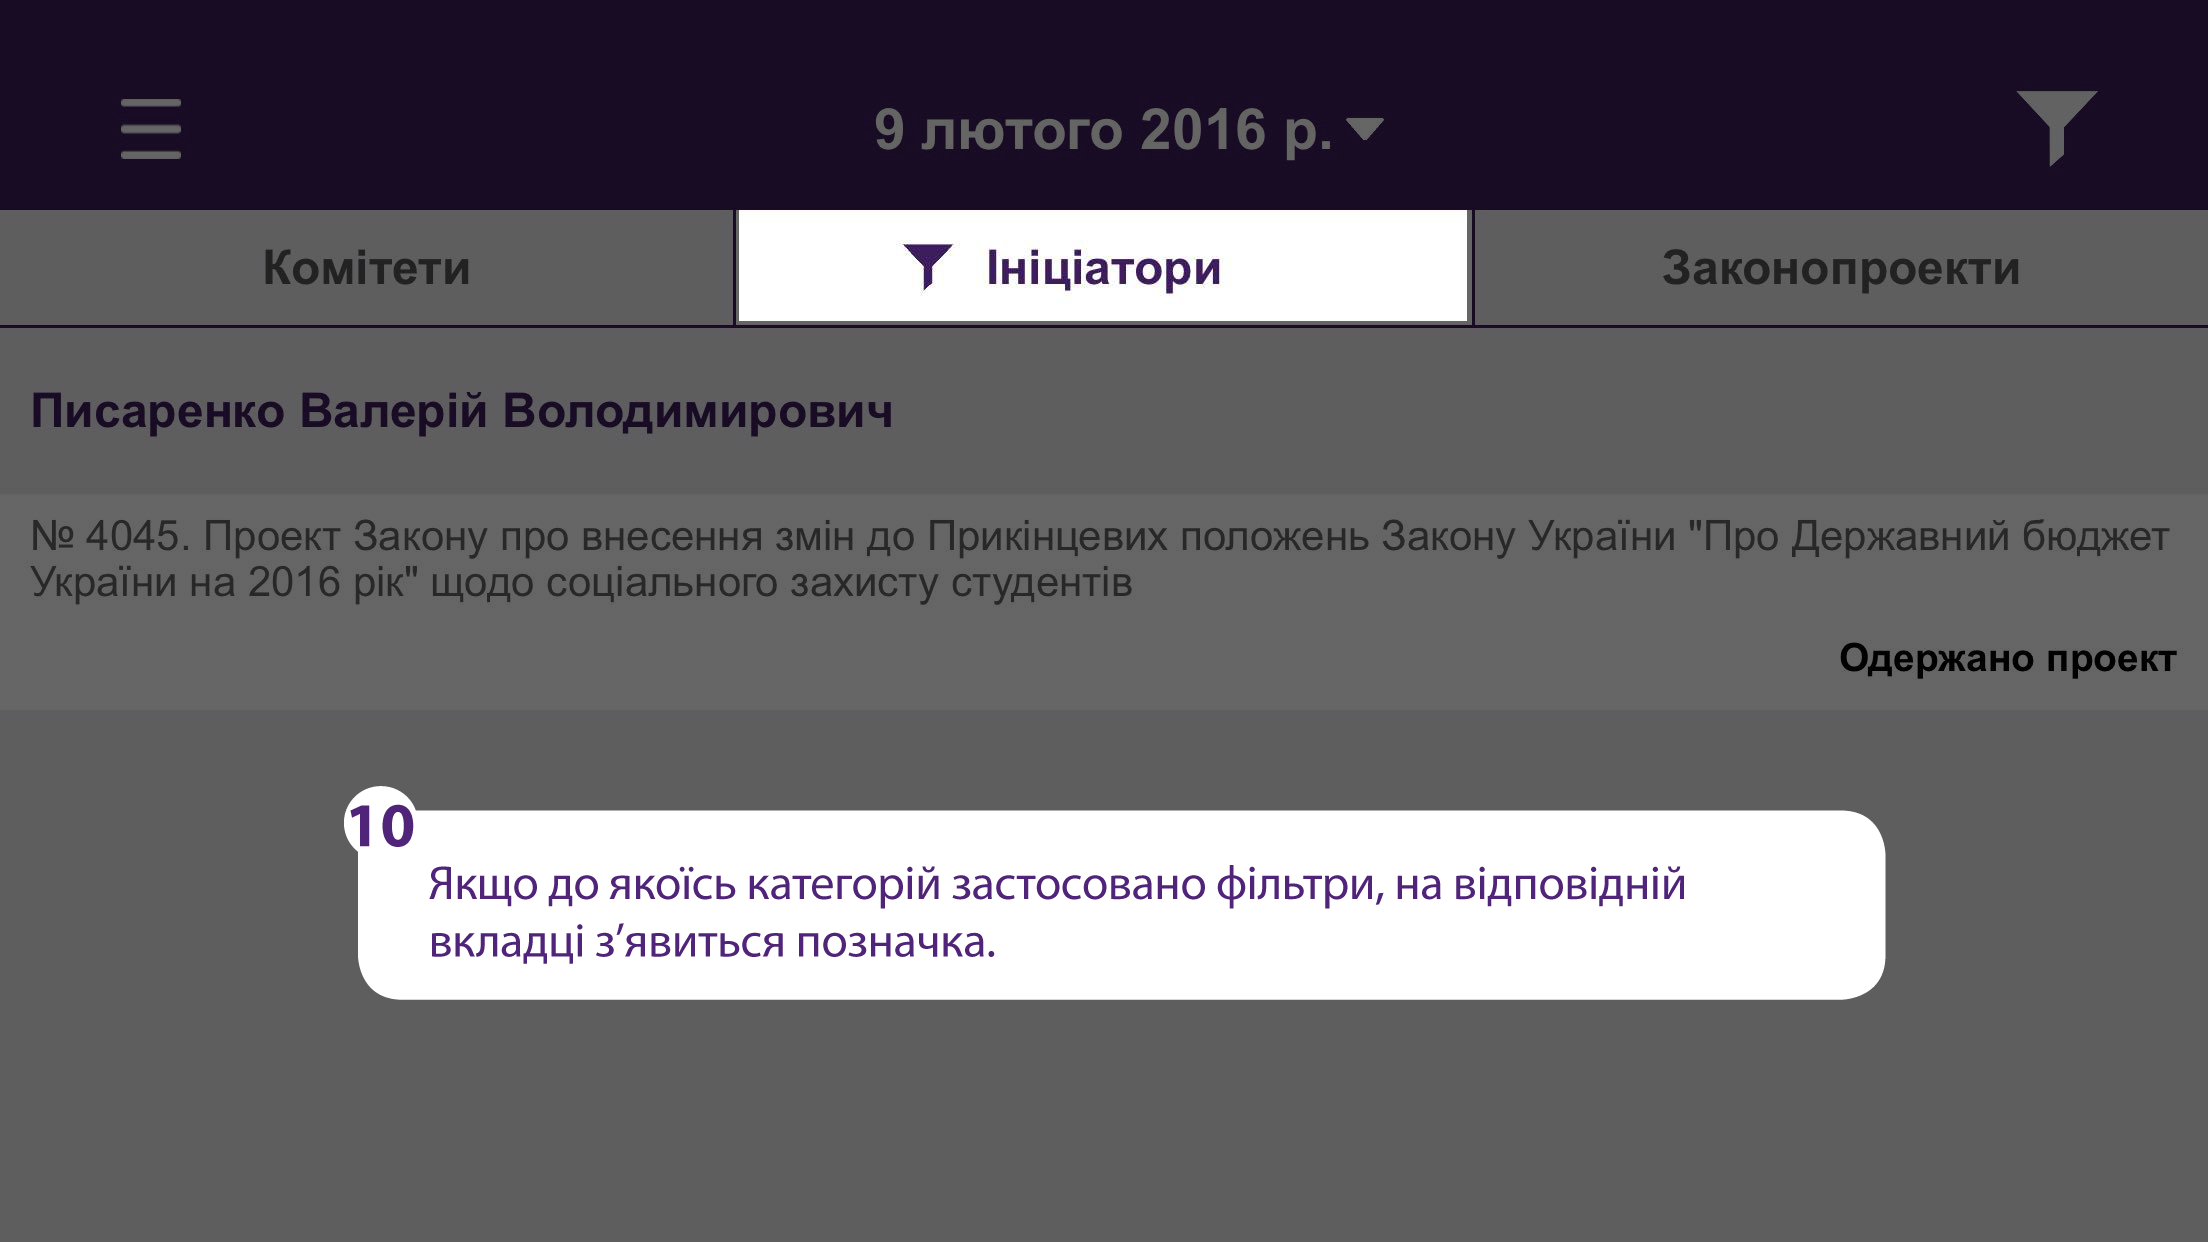 9 лютого 2016 р.
Комітети
Ініціатори
Законопроекти
Писаренко Валерій Володимирович
№ 4045. Проект Закону про внесення змін до Прикінцевих положень Закону України "Про Державний бюджет
України на 2016 рік" щодо соціального захисту студентів
Одержано проект
10
Якщо до якоїсь категорій застосовано фільтри, на відповідній
вкладці з’явиться позначка.